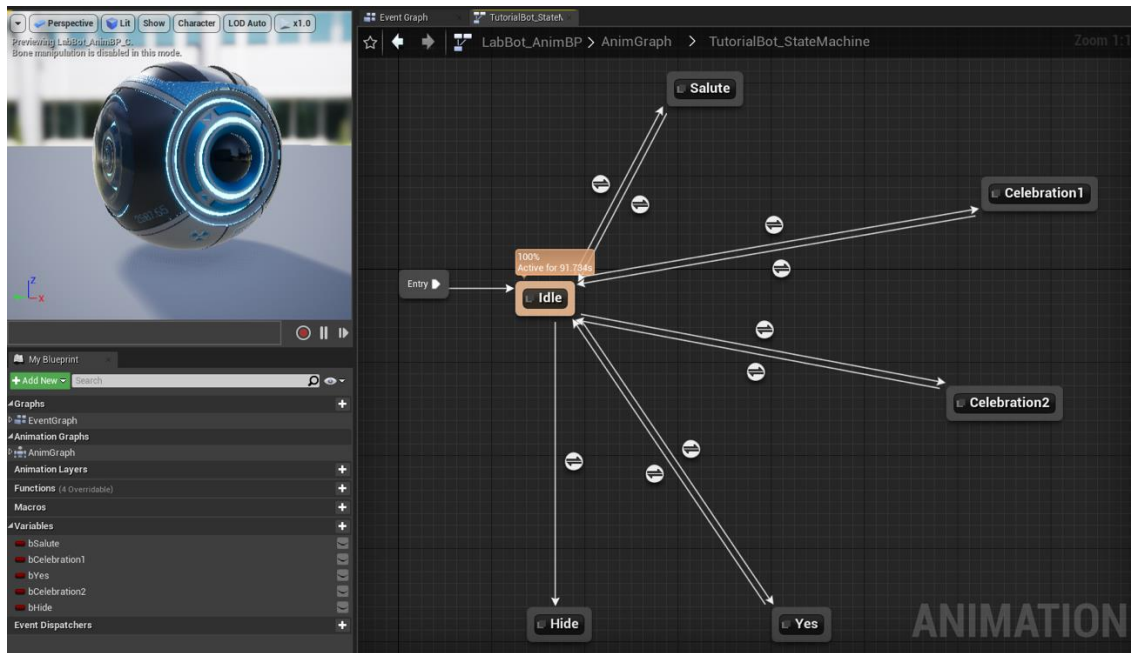 Perspective Lit Show Character LOD Auto x1.0
Previewing LabBot_AnimBP_C.
Bone manipulation is disabled in this mode.
Z
X
My Blueprint
Add New Search
Graphs
EventGraph
Animation Graphs
AnimGraph
Animation Layers
Functions (4 Overridable)
Macros
Variables
bSalute
bCelebration1
bYes
bCelebration2
bHide
Event Dispatchers
Event Graph TutorialBot_StateM
LabBot_AnimBP > AnimGraph > TutorialBot_StateMachine Zoom 1:1
Salute
Celebration1
100%
Active for 91.734s
Entry
Idle
Celebration2
Hide
Yes
ANIMATION